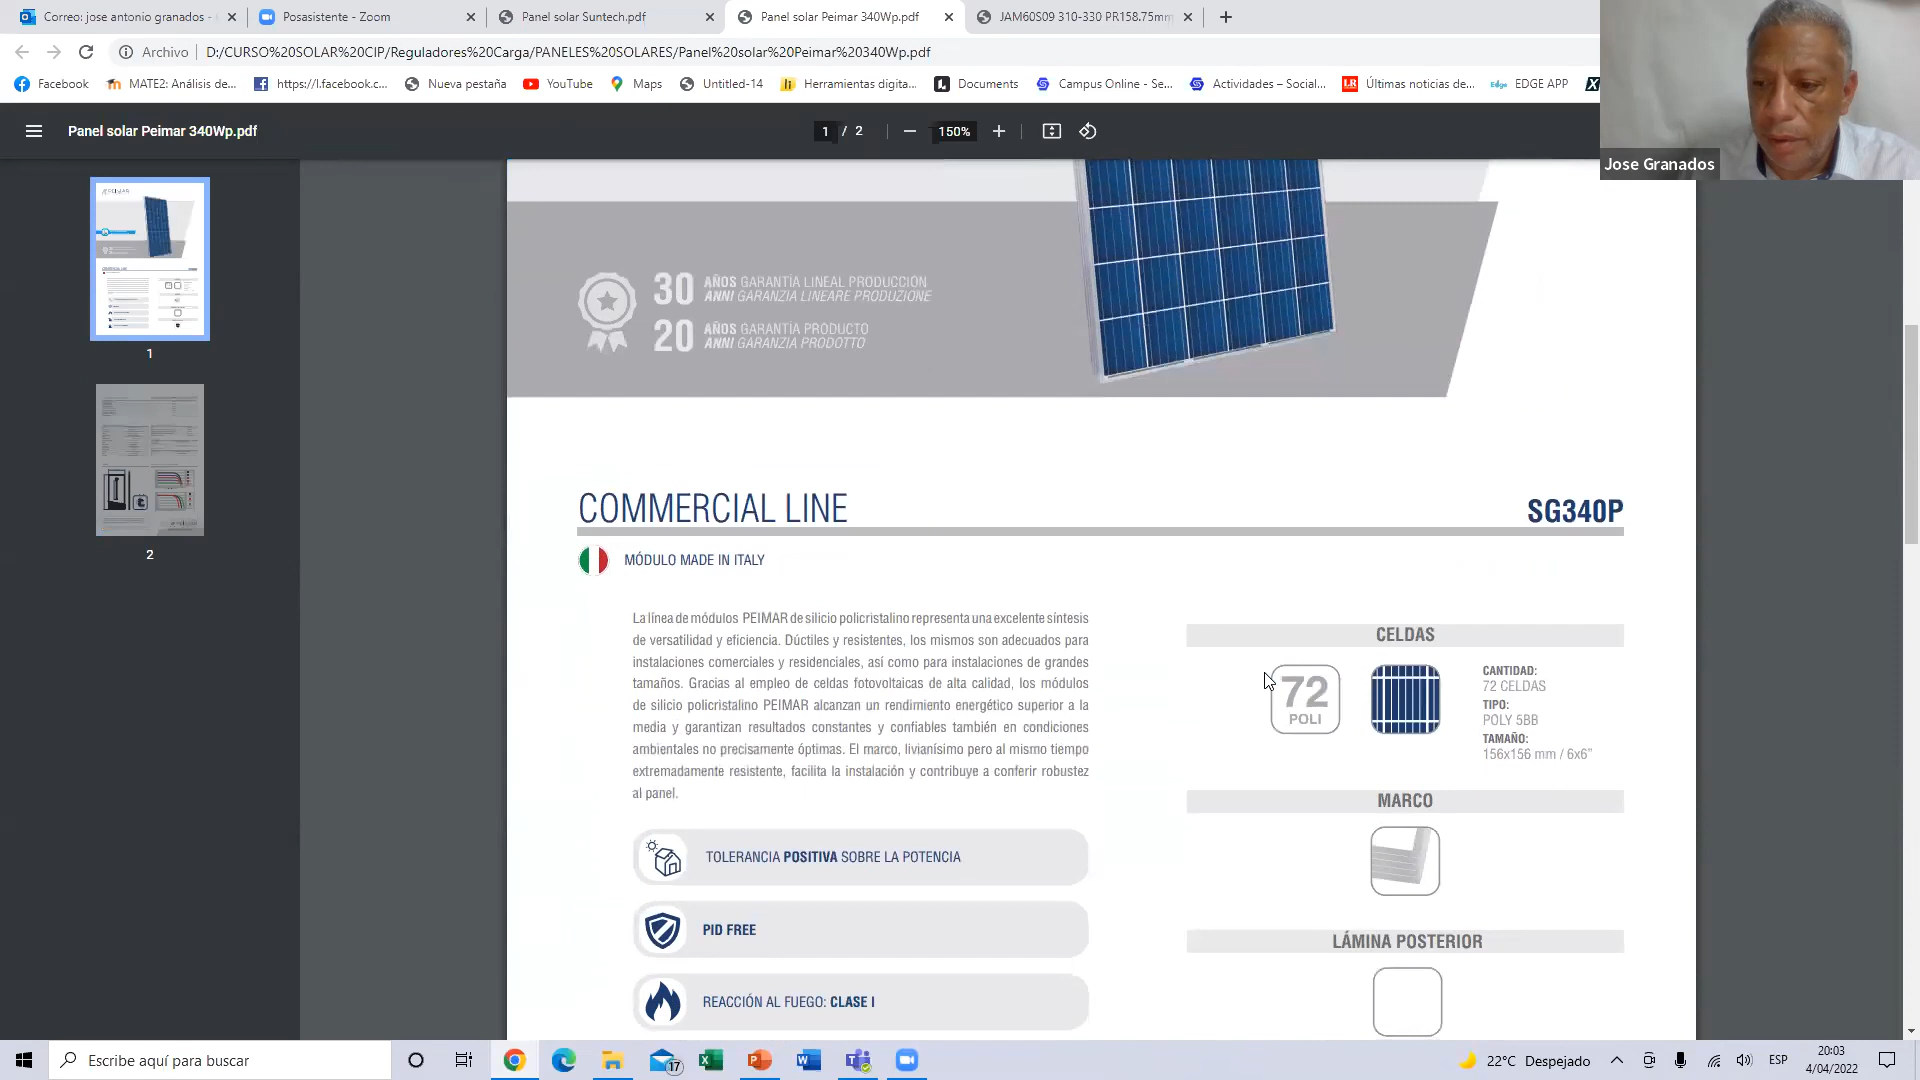 Correo: jose antonio granados -
Posasistente - Zoom
Panel solar Suntech.pdf
Panel solar Peimar 340Wp.pdf
JAM60S09 310-330 PR158.75mm
Archivo
D:/CURSO%20SOLAR%20CIP/Reguladores%20Carga/PANELES%20SOLARES/Panel%20solar%20Peimar%20340Wp.pdf
Facebook
MATE2: Análisis de...
https://l.facebook.c...
Nueva pestaña
YouTube
Maps
Untitled-14
Herramientas digita...
Documents
Campus Online - Se...
Actividades – Social...
LR
Últimas noticias de...
Edge
EDGE APP
Jose Granados
Panel solar Peimar 340Wp.pdf
1 / 2
150%
1
2
30 AÑOS GARANTÍA LINEAL PRODUCCIÓN
ANNI GARANZIA LINEARE PRODUZIONE
20 AÑOS GARANTÍA PRODUCTO
ANNI GARANZIA PRODOTTO
COMMERCIAL LINE
SG340P
MÓDULO MADE IN ITALY
La línea de módulos PEIMAR de silicio policristalino representa una excelente síntesis
de versatilidad y eficiencia. Dúctiles y resistentes, los mismos son adecuados para
instalaciones comerciales y residenciales, así como para instalaciones de grandes
tamaños. Gracias al empleo de celdas fotovoltaicas de alta calidad, los módulos
de silicio policristalino PEIMAR alcanzan un rendimiento energético superior a la
media y garantizan resultados constantes y confiables también en condiciones
ambientales no precisamente óptimas. El marco, livianísimo pero al mismo tiempo
extremadamente resistente, facilita la instalación y contribuye a conferir robustez
al panel.
TOLERANCIA POSITIVA SOBRE LA POTENCIA
PID FREE
REACCIÓN AL FUEGO: CLASE I
CELDAS
72
POLI
CANTIDAD:
72 CELDAS
TIPO:
POLY 5BB
TAMAÑO:
156x156 mm / 6x6"
MARCO
LÁMINA POSTERIOR
Escribe aquí para buscar
17
22°C Despejado
ESP
20:03
4/04/2022